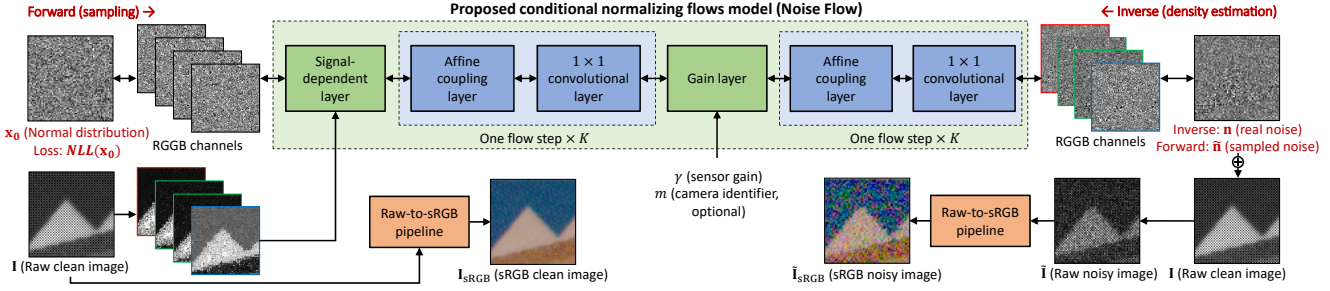 Forward (sampling) →
Proposed conditional normalizing flows model (Noise Flow)
← Inverse (density estimation)
Signal-
dependent
layer
Affine
coupling
layer
1 × 1
convolutional
layer
Gain layer
Affine
coupling
layer
1 × 1
convolutional
layer
One flow step × K
One flow step × K
x₀ (Normal distribution)
Loss: NLL(x₀)
RGGB channels
RGGB channels
Inverse: n (real noise)
Forward: ñ (sampled noise)
γ (sensor gain)
m (camera identifier,
optional)
Raw-to-sRGB
pipeline
Raw-to-sRGB
pipeline
I (Raw clean image)
I_sRGB (sRGB clean image)
Ĩ_sRGB (sRGB noisy image)
Ĩ (Raw noisy image)
I (Raw clean image)